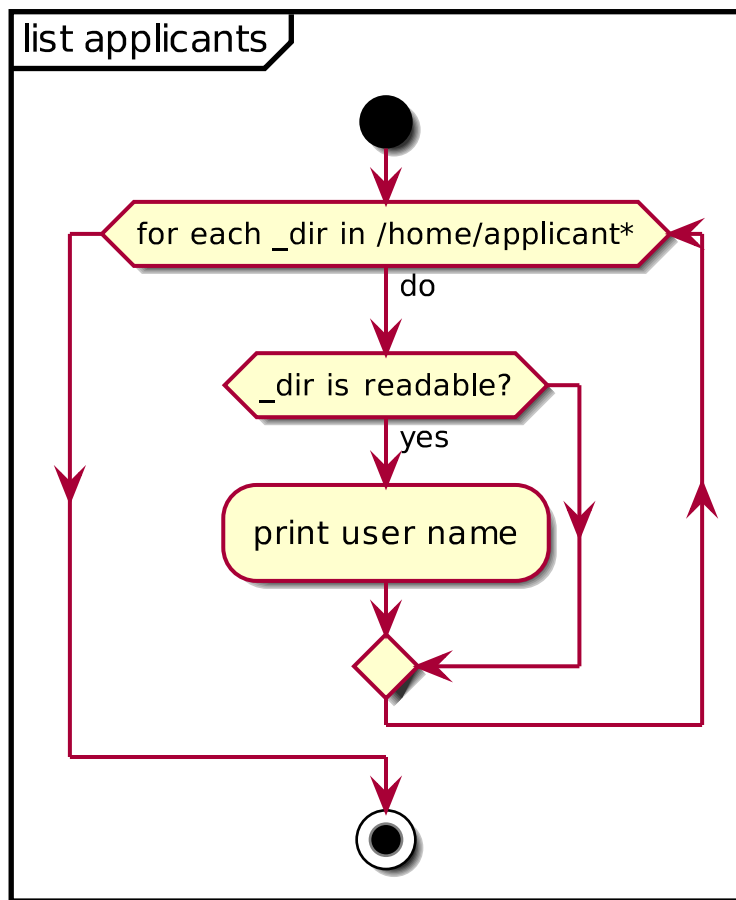 list applicants
for each _dir in /home/applicant*
do
_dir is readable?
yes
print user name